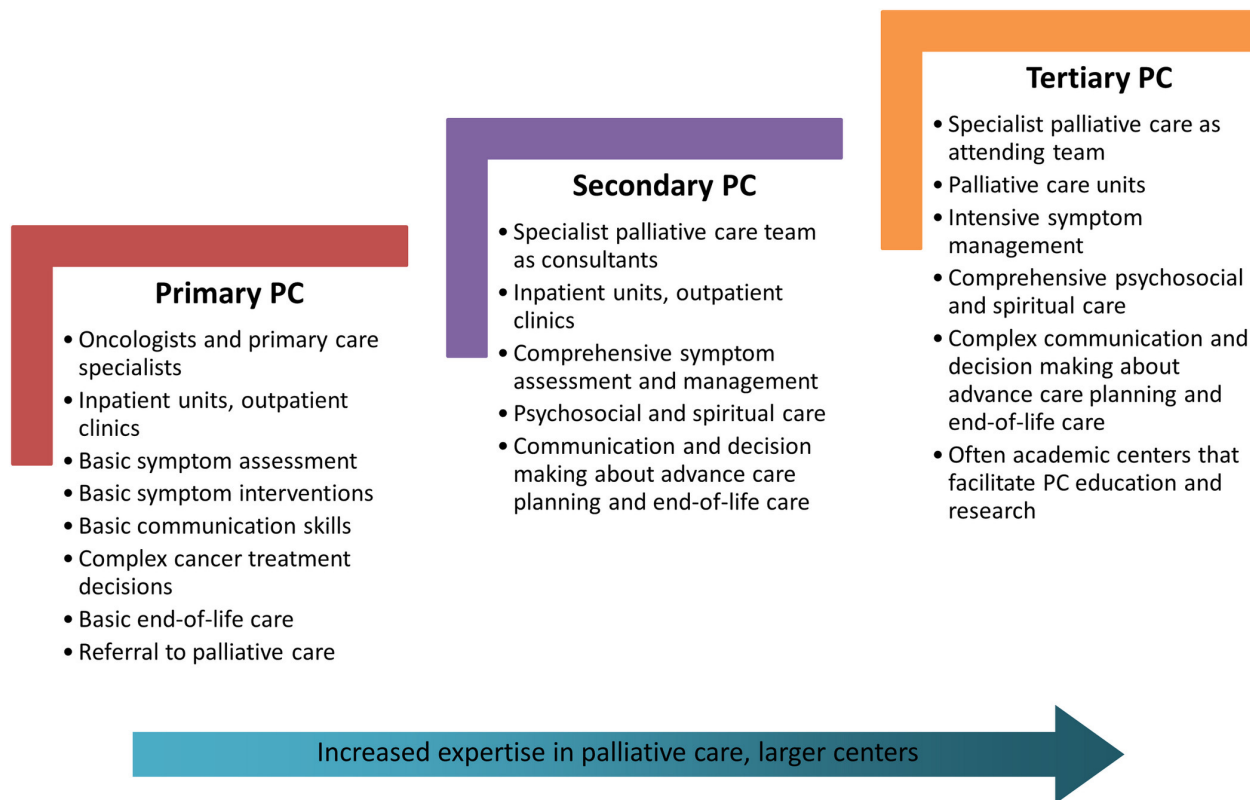 Primary PC
• Oncologists and primary care
specialists
• Inpatient units, outpatient
clinics
• Basic symptom assessment
• Basic symptom interventions
• Basic communication skills
• Complex cancer treatment
decisions
• Basic end-of-life care
• Referral to palliative care
Secondary PC
• Specialist palliative care team
as consultants
• Inpatient units, outpatient
clinics
• Comprehensive symptom
assessment and management
• Psychosocial and spiritual care
• Communication and decision
making about advance care
planning and end-of-life care
Tertiary PC
• Specialist palliative care as
attending team
• Palliative care units
• Intensive symptom
management
• Comprehensive psychosocial
and spiritual care
• Complex communication and
decision making about
advance care planning and
end-of-life care
• Often academic centers that
facilitate PC education and
research
Increased expertise in palliative care, larger centers